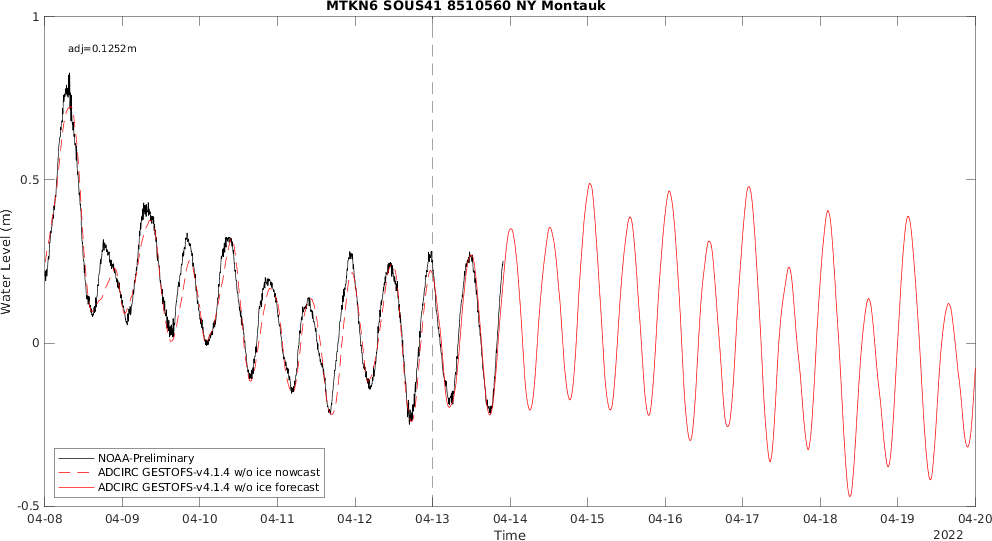 MTKN6 SOUS41 8510560 NY Montauk
adj=0.1252m
1
0.5
0
-0.5
Water Level (m)
NOAA-Preliminary
ADCIRC GESTOFS-v4.1.4 w/o ice nowcast
ADCIRC GESTOFS-v4.1.4 w/o ice forecast
04-08 04-09 04-10 04-11 04-12 04-13 04-14 04-15 04-16 04-17 04-18 04-19 04-20
Time
2022